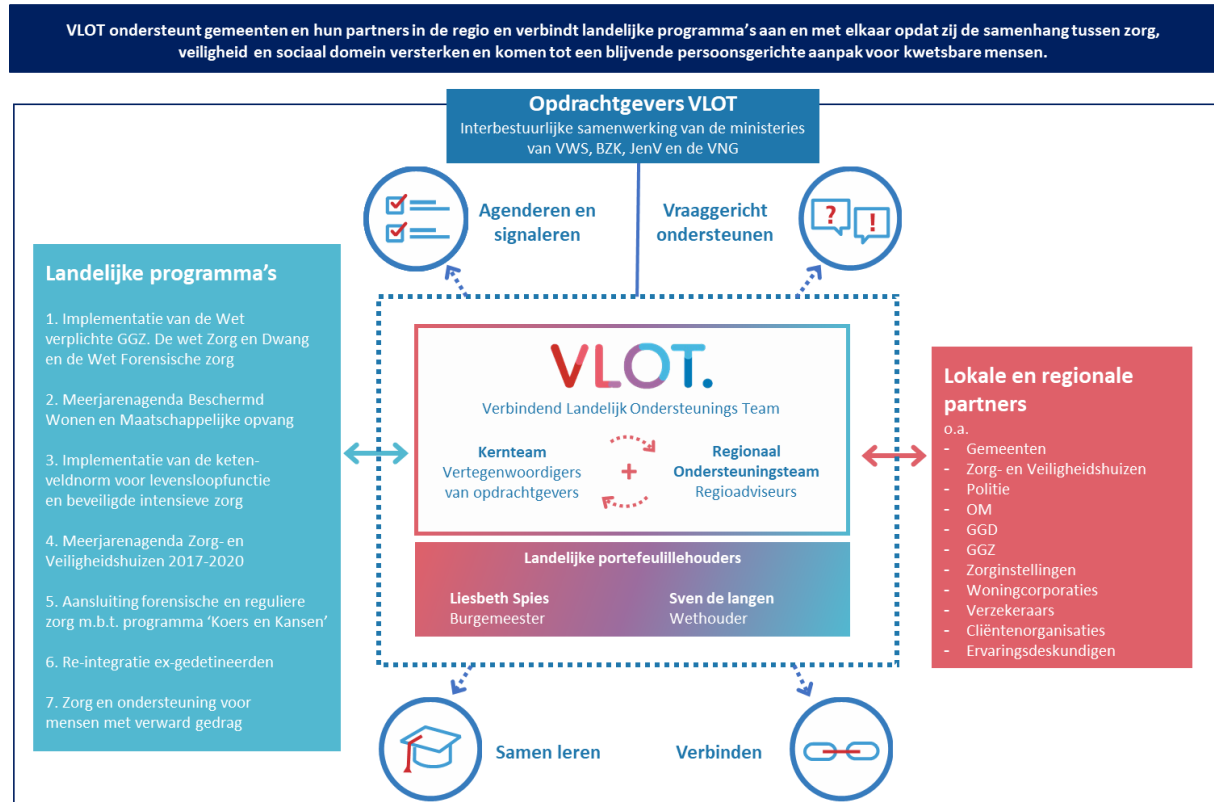 VLOT ondersteunt gemeenten en hun partners in de regio en verbindt landelijke programma's aan en met elkaar opdat zij de samenhang tussen zorg,
veiligheid en sociaal domein versterken en komen tot een blijvende persoonsgerichte aanpak voor kwetsbare mensen.
Opdrachtgevers VLOT
Interbestuurlijke samenwerking van de ministeries
van VWS, BZK, JenV en de VNG
Agenderen en
signaleren
Vraaggericht
ondersteunen
?
!
Landelijke programma's
1. Implementatie van de Wet
verplichte GGZ. De wet Zorg en Dwang
en de Wet Forensische zorg
2. Meerjarenagenda Beschermd
Wonen en Maatschappelijke opvang
3. Implementatie van de keten-
veldnorm voor levensloopfunctie
en beveiligde intensieve zorg
4. Meerjarenagenda Zorg- en
Veiligheidshuizen 2017-2020
5. Aansluiting forensische en reguliere
zorg m.b.t. programma 'Koers en Kansen'
6. Re-integratie ex-gedetineerden
7. Zorg en ondersteuning voor
mensen met verward gedrag
VLOT.
Verbindend Landelijk Ondersteunings Team
Kernteam
Vertegenwoordigers
van opdrachtgevers
+
Regionaal
Ondersteuningsteam
Regioadviseurs
Landelijke portefeulillehouders
Liesbeth Spies
Burgemeester
Sven de langen
Wethouder
Lokale en regionale
partners
o.a.
- Gemeenten
- Zorg- en Veiligheidshuizen
- Politie
- OM
- GGD
- GGZ
- Zorginstellingen
- Woningcorporaties
- Verzekeraars
- Cliëntenorganisaties
- Ervaringsdeskundigen
Samen leren
Verbinden